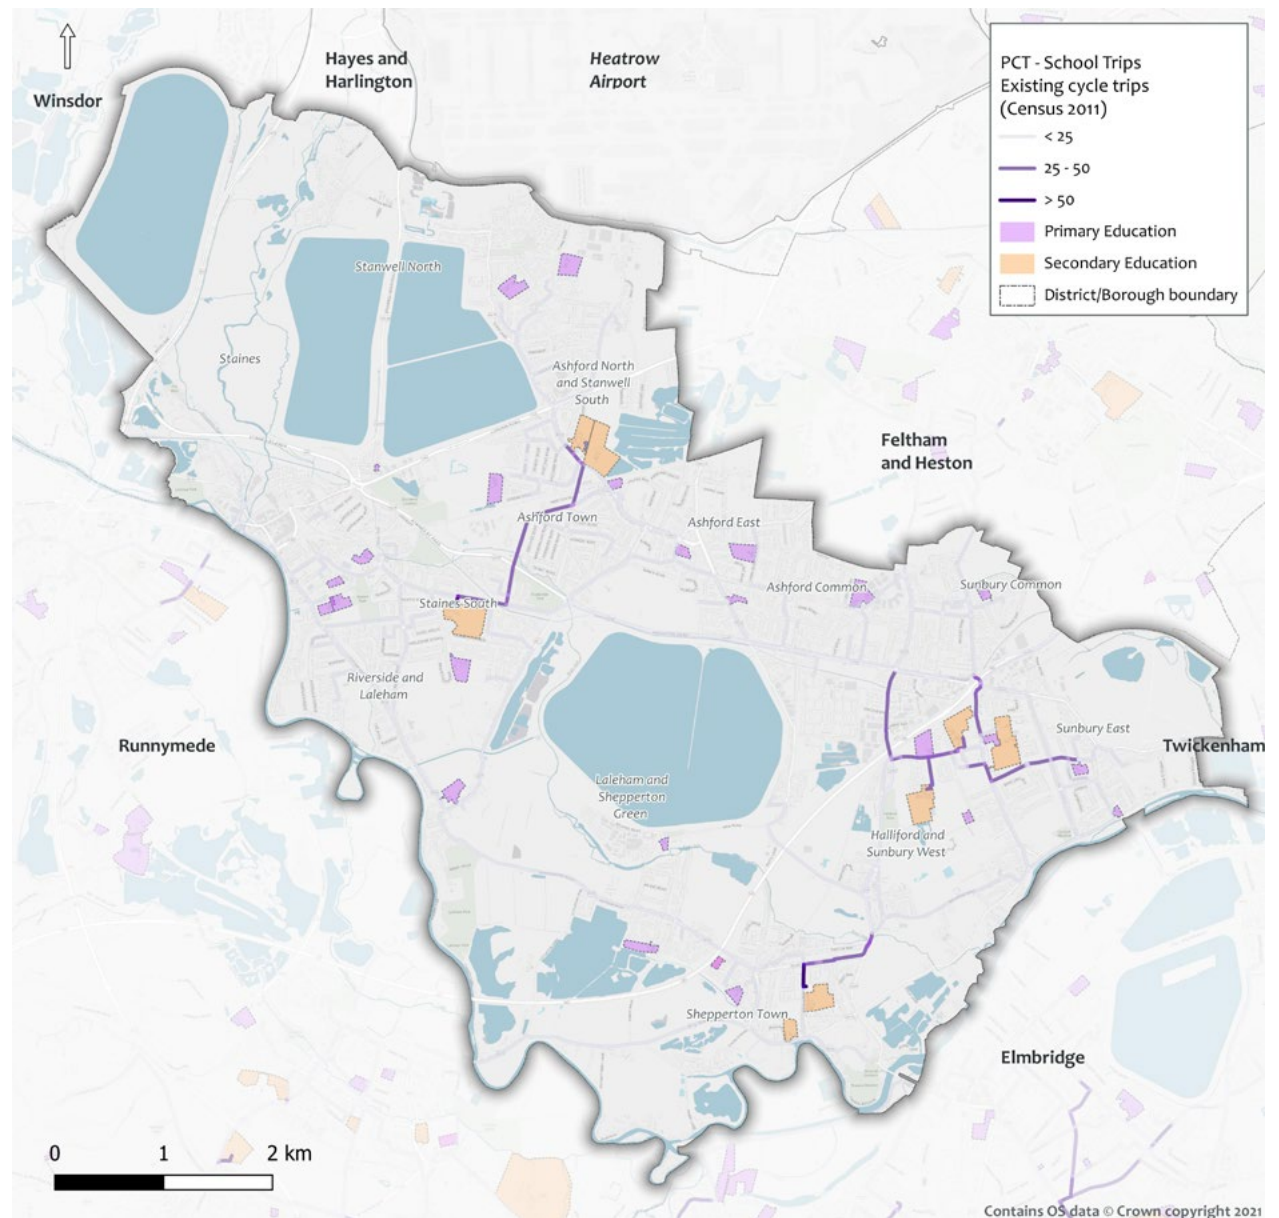 Hayes and
Harlington
Heatrow
Airport
Winsdor
PCT - School Trips
Existing cycle trips
(Census 2011)
< 25
25 - 50
> 50
Primary Education
Secondary Education
District/Borough boundary
Stanwell North
Staines
Ashford North
and Stanwell
South
Feltham
and Heston
Ashford Town
Ashford East
Ashford Common
Sunbury Common
Staines South
Riverside and
Laleham
Runnymede
Sunbury East
Twickenham
Laleham and
Shepperton
Green
Halliford and
Sunbury West
Shepperton Town
Elmbridge
0 1 2 km
Contains OS data © Crown copyright 2021